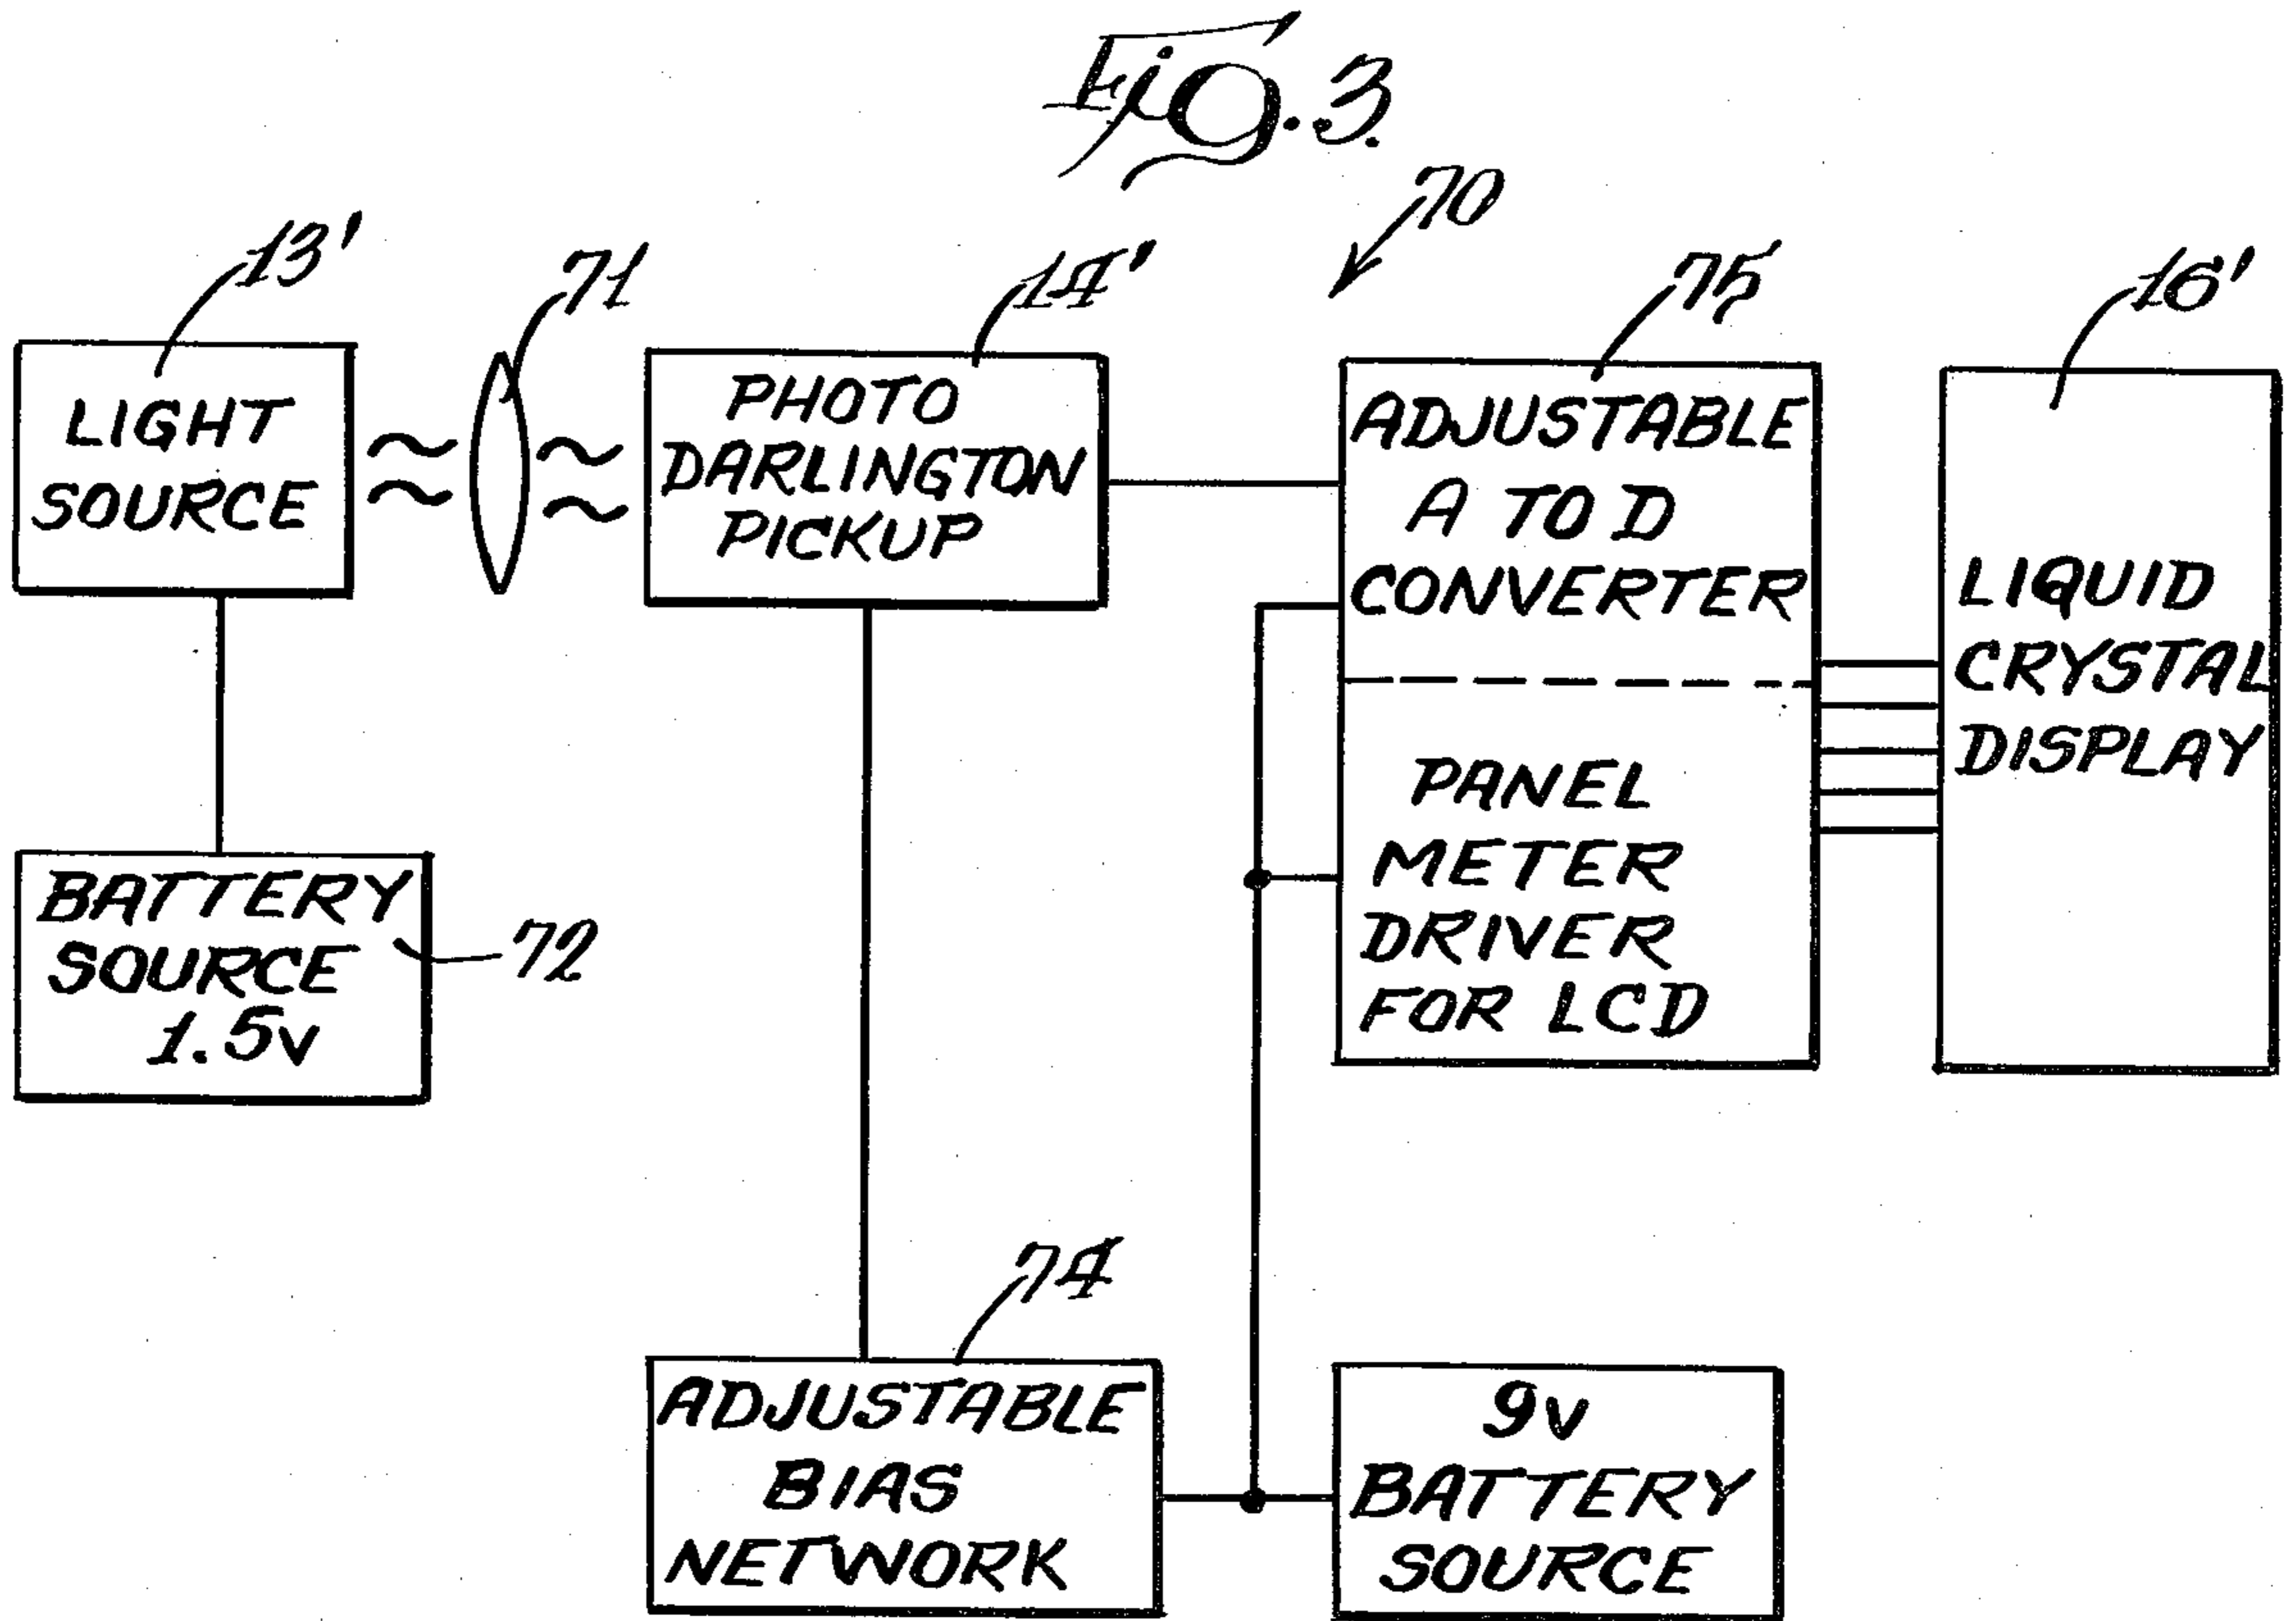 Fig. 3.
70
13'
71
14'
75
16'
LIGHT
SOURCE
PHOTO
DARLINGTON
PICKUP
ADJUSTABLE
A TO D
CONVERTER
PANEL
METER
DRIVER
FOR LCD
LIQUID
CRYSTAL
DISPLAY
BATTERY
SOURCE
1.5v
72
74
ADJUSTABLE
BIAS
NETWORK
9v
BATTERY
SOURCE